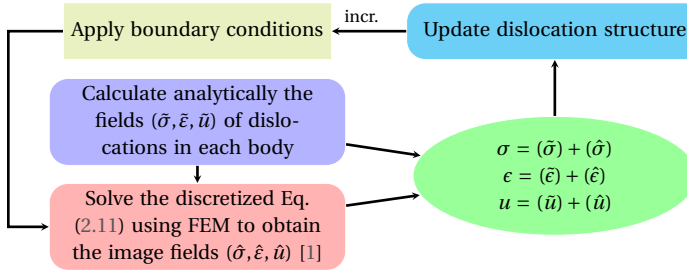 Apply boundary conditions
incr.
Update dislocation structure
Calculate analytically the
fields (σ̃, ε̃, ũ) of dislo-
cations in each body
Solve the discretized Eq.
(2.11) using FEM to obtain
the image fields (σ̂, ε̂, û) [1]
σ = (σ̃) + (σ̂)
ϵ = (ϵ̃) + (ϵ̂)
u = (ũ) + (û)